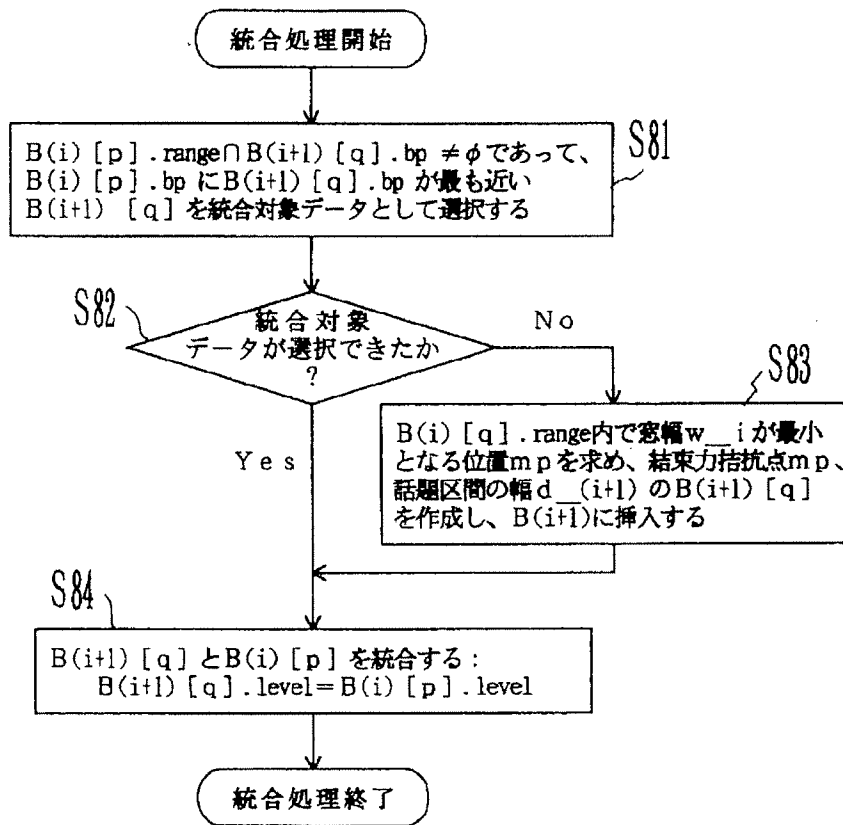 統合処理開始
B(i)[p].range∩B(i+1)[q].bp≠φであって、
B(i)[p].bpにB(i+1)[q].bpが最も近い
B(i+1) [q]を統合対象データとして選択する
S81
S82
統合対象
データが選択できたか
?
No
Yes
S83
B(i)[q].range内で窓幅w__iが最小
となる位置mpを求め、結束力拮抗点mp、
話題区間の幅d__(i+1)のB(i+1)[q]
を作成し、B(i+1)に挿入する
S84
B(i+1)[q]とB(i)[p]を統合する:
B(i+1)[q].level=B(i)[p].level
統合処理終了